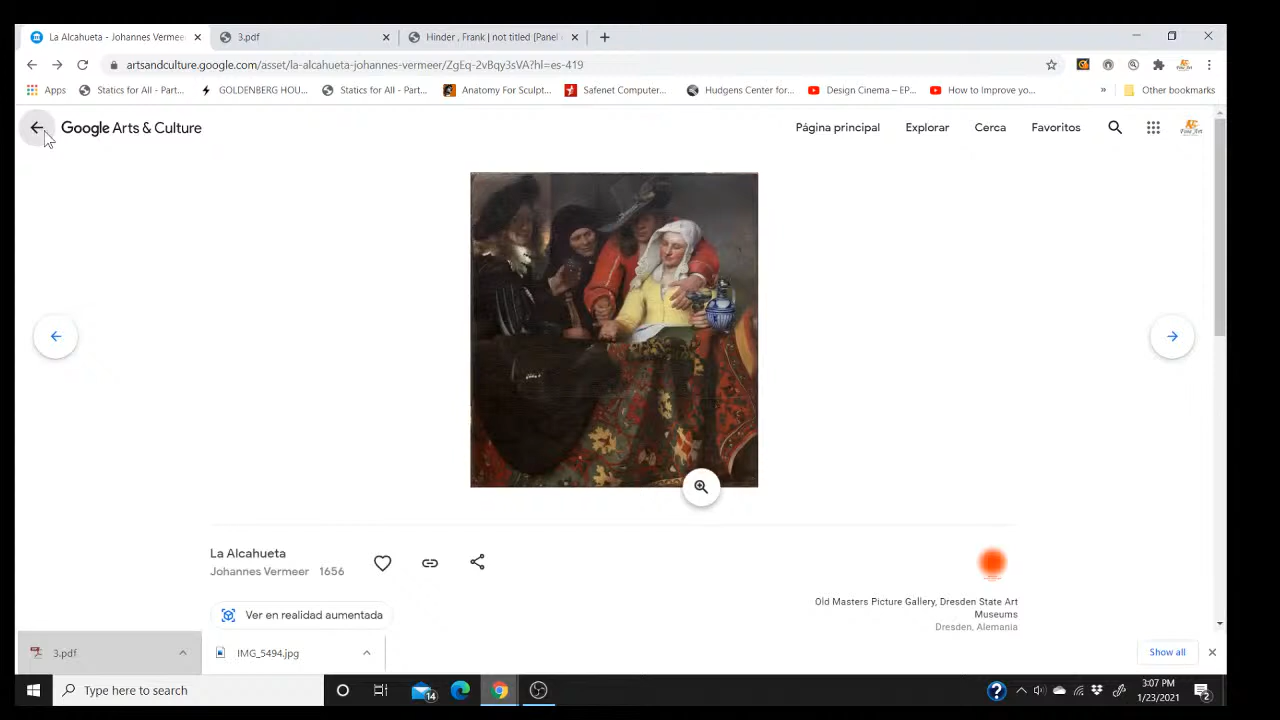 La Alcahueta - Johannes Vermee
3.pdf
Hinder , Frank | not titled [Panel
artsandculture.google.com/asset/la-alcahueta-johannes-vermeer/ZgEq-2vBqy3sVA?hl=es-419
Apps
Statics for All - Part...
GOLDENBERG HOU...
Statics for All - Part...
Anatomy For Sculpt...
Safenet Computer...
Hudgens Center for...
Design Cinema – EP...
How to Improve yo...
» Other bookmarks
Google Arts & Culture
Página principal
Explorar
Cerca
Favoritos
La Alcahueta
Johannes Vermeer 1656
Old Masters Picture Gallery, Dresden State Art
Museums
Dresden, Alemania
Ver en realidad aumentada
3.pdf
IMG_5494.jpg
Show all
Type here to search
14
3:07 PM
1/23/2021
2